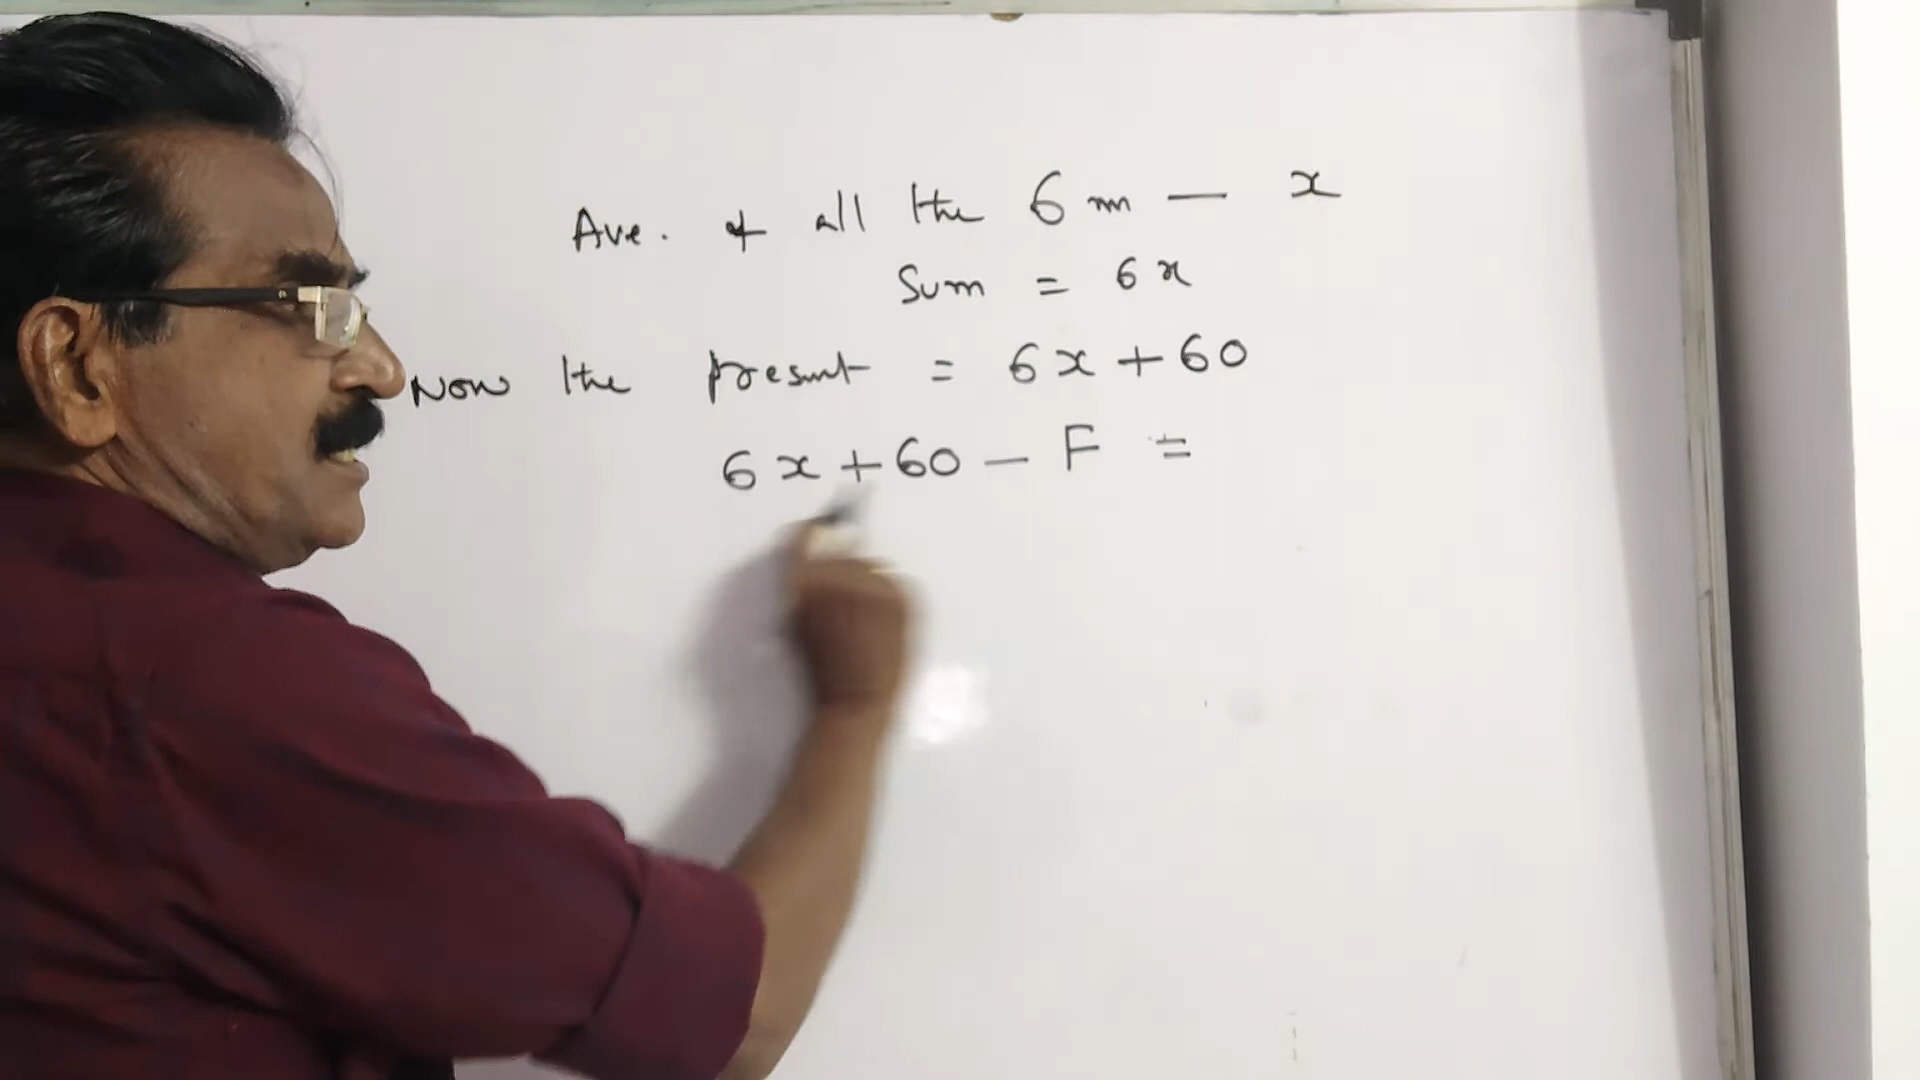 Ave. of all the 6 m — x
Sum = 6x
Now the present = 6x + 60
6x + 60 — F =